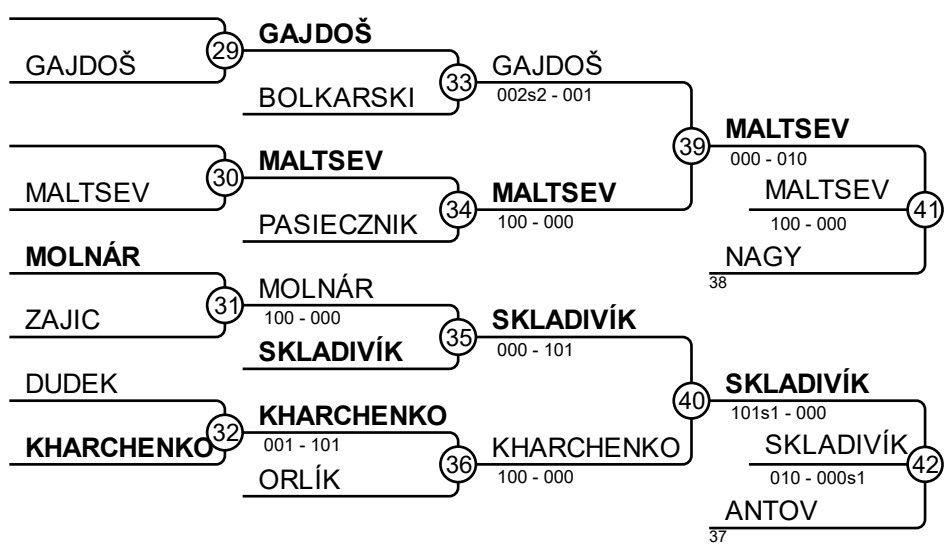 GAJDOŠ
29
GAJDOŠ
BOLKARSKI
33
GAJDOŠ
002s2 - 001
MALTSEV
30
MALTSEV
PASIECZNIK
34
MALTSEV
100 - 000
39
MALTSEV
000 - 010
MALTSEV
100 - 000
41
NAGY
38
MOLNÁR
ZAJIC
31
MOLNÁR
100 - 000
SKLADIVÍK
35
SKLADIVÍK
000 - 101
DUDEK
KHARCHENKO
32
KHARCHENKO
001 - 101
ORLÍK
36
KHARCHENKO
100 - 000
40
SKLADIVÍK
101s1 - 000
SKLADIVÍK
010 - 000s1
42
ANTOV
37